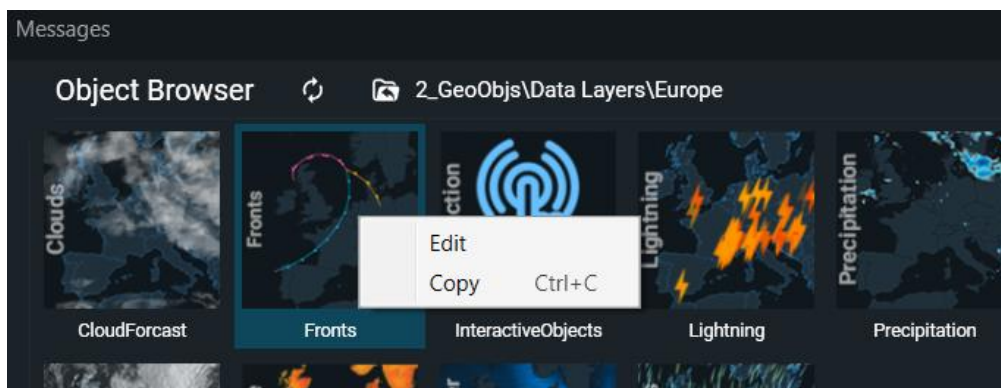 Messages
Object Browser
2_GeoObjs\Data Layers\Europe
Clouds
Fronts
ction
Lightning
Precipitation
Edit
Copy Ctrl+C
CloudForcast
Fronts
InteractiveObjects
Lightning
Precipitation